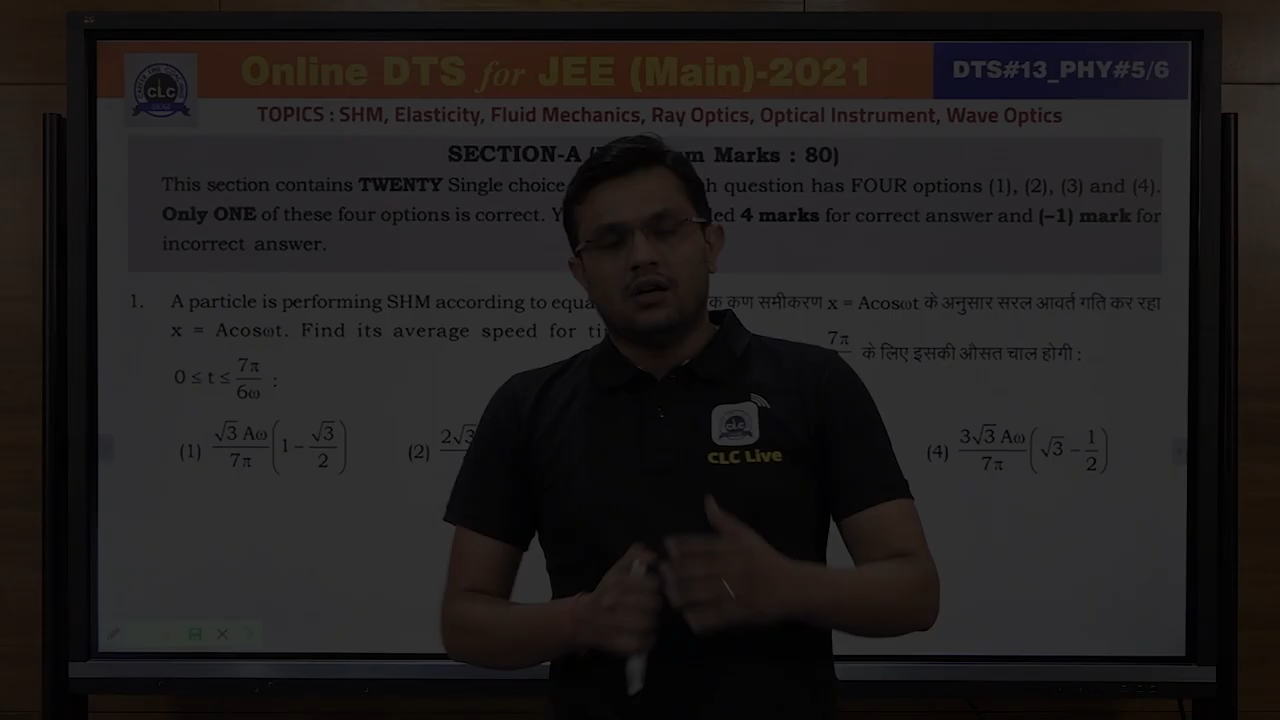 Online DTS for JEE (Main)-2021
DTS#13_PHY#5/6
CLC
TOPICS : SHM, Elasticity, Fluid Mechanics, Ray Optics, Optical Instrument, Wave Optics
SECTION-A m Marks : 80)
This section contains TWENTY Single choice h question has FOUR options (1), (2), (3) and (4).
Only ONE of these four options is correct. Y ed 4 marks for correct answer and (–1) mark for
incorrect answer.
1. A particle is performing SHM according to equa
x = Acosωt. Find its average speed for ti
0 ≤ t ≤ 7π/6ω :
क कण समीकरण x = Acosωt के अनुसार सरल आवर्त गति कर रहा
7π के लिए इसकी औसत चाल होगी :
(1) √3 Aω/7π (1 – √3/2)
(2) 2√3
(4) 3√3 Aω/7π (√3 – 1/2)
CLC Live